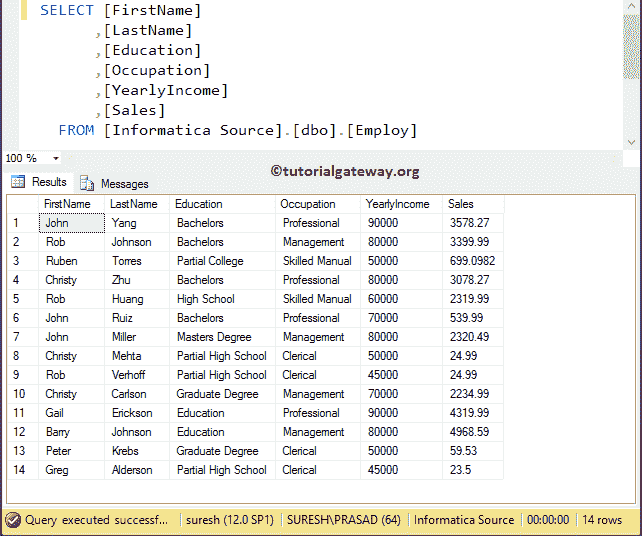 SELECT [FirstName]
,[LastName]
,[Education]
,[Occupation]
,[YearlyIncome]
,[Sales]
FROM [Informatica Source].[dbo].[Employ]
100 %
©tutorialgateway.org
Results Messages
FirstName LastName Education Occupation YearlyIncome Sales
1 John Yang Bachelors Professional 90000 3578.27
2 Rob Johnson Bachelors Management 80000 3399.99
3 Ruben Torres Partial College Skilled Manual 50000 699.0982
4 Christy Zhu Bachelors Professional 80000 3078.27
5 Rob Huang High School Skilled Manual 60000 2319.99
6 John Ruiz Bachelors Professional 70000 539.99
7 John Miller Masters Degree Management 80000 2320.49
8 Christy Mehta Partial High School Clerical 50000 24.99
9 Rob Verhoff Partial High School Clerical 45000 24.99
10 Christy Carlson Graduate Degree Management 70000 2234.99
11 Gail Erickson Education Professional 90000 4319.99
12 Barry Johnson Education Management 80000 4968.59
13 Peter Krebs Graduate Degree Clerical 50000 59.53
14 Greg Alderson Partial High School Clerical 45000 23.5
Query executed successf... suresh (12.0 SP1) SURESH\PRASAD (64) Informatica Source 00:00:00 14 rows